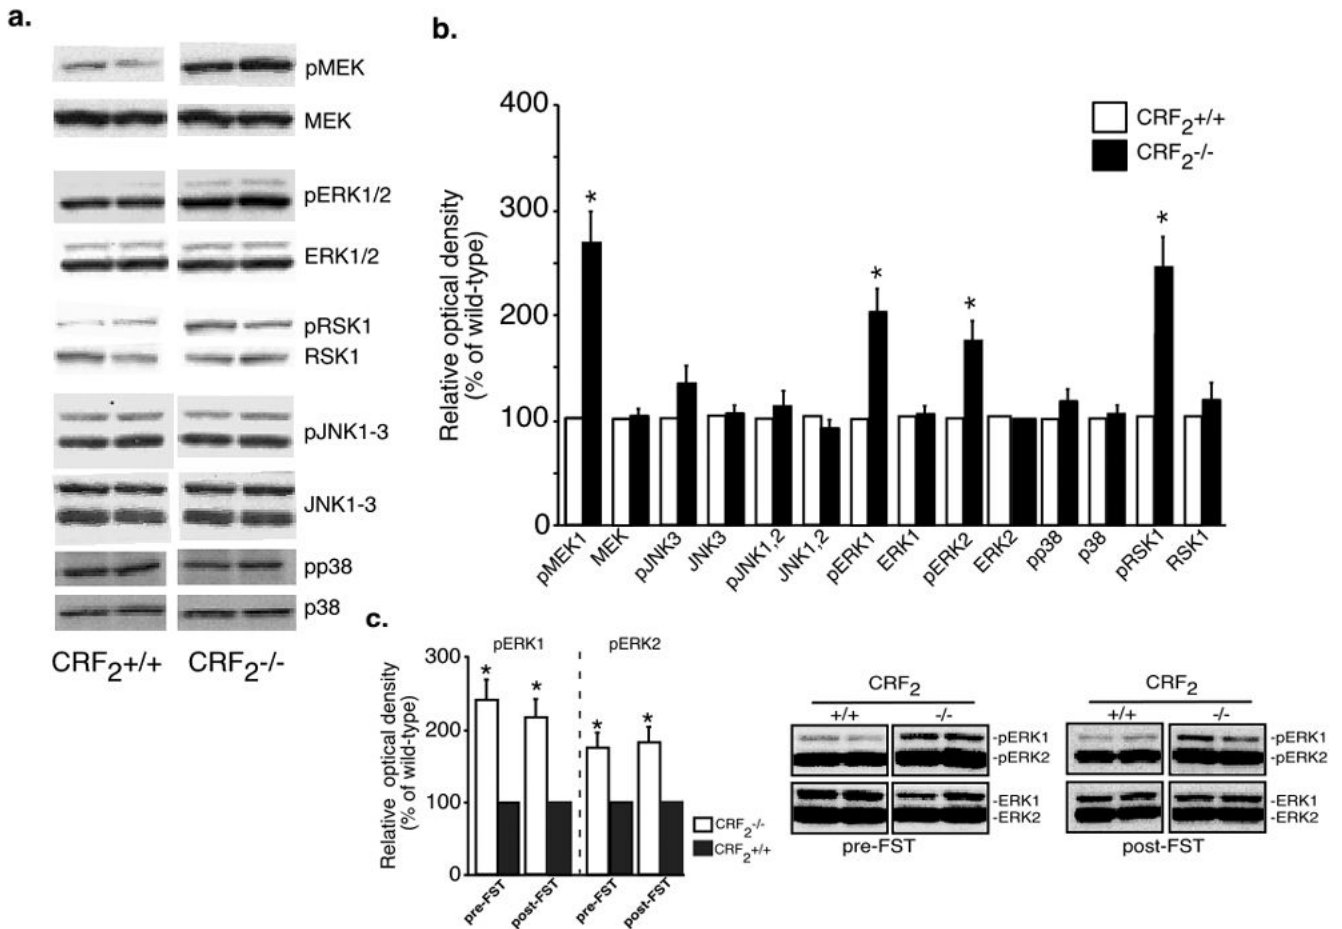 a.
pMEK
MEK
pERK1/2
ERK1/2
pRSK1
RSK1
pJNK1-3
JNK1-3
pp38
p38
CRF2+/+ CRF2-/-
b.
Relative optical density
(% of wild-type)
400
300
200
100
0
CRF2+/+
CRF2-/-
*
*
*
*
pMEK1 MEK pJNK3 JNK3 pJNK1,2 JNK1,2 pERK1 ERK1 pERK2 ERK2 pp38 p38 pRSK1 RSK1
c.
Relative optical density
(% of wild-type)
pERK1 pERK2
300
200
100
0
* * * *
pre-FST post-FST pre-FST post-FST
CRF2-/-
CRF2+/+
CRF2
+/+ -/-
-pERK1
-pERK2
-ERK1
-ERK2
pre-FST
CRF2
+/+ -/-
-pERK1
-pERK2
-ERK1
-ERK2
post-FST